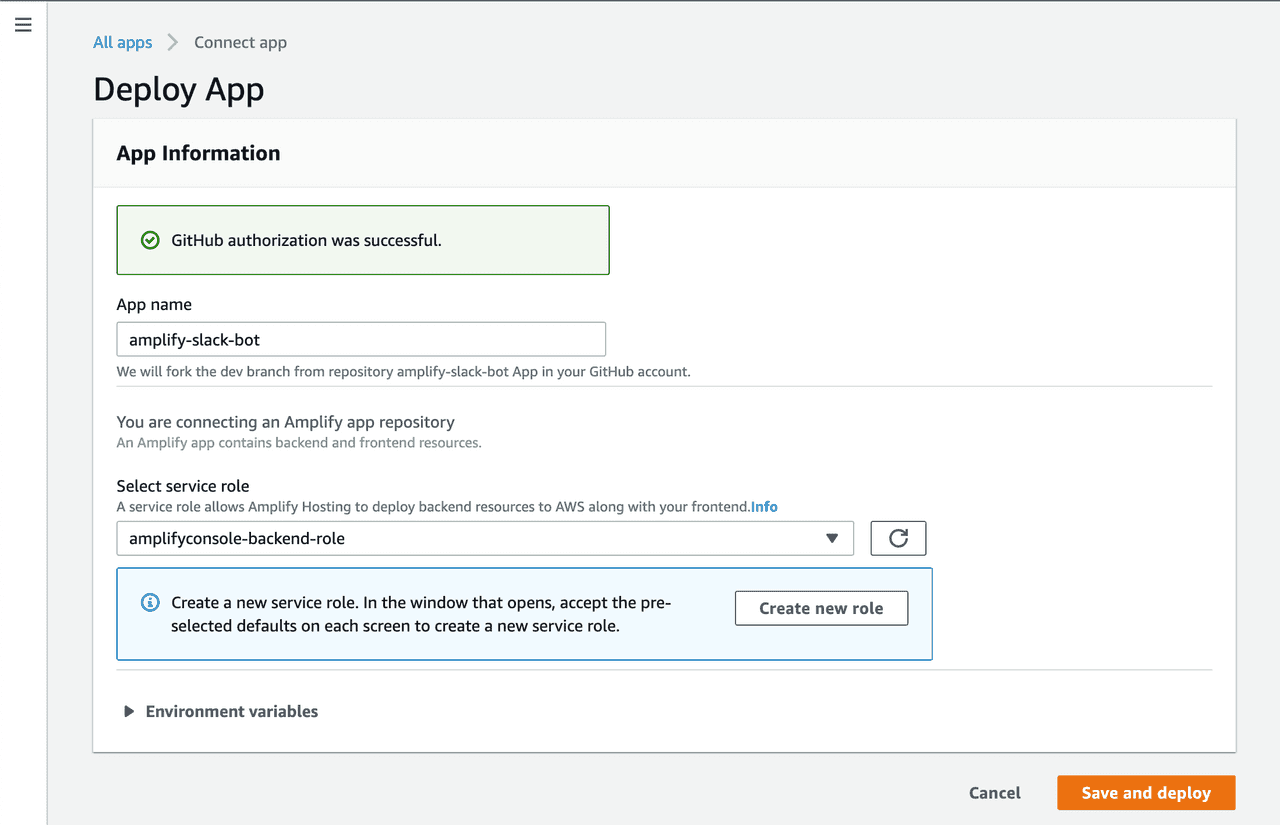 All apps > Connect app
Deploy App
App Information
GitHub authorization was successful.
App name
amplify-slack-bot
We will fork the dev branch from repository amplify-slack-bot App in your GitHub account.
You are connecting an Amplify app repository
An Amplify app contains backend and frontend resources.
Select service role
A service role allows Amplify Hosting to deploy backend resources to AWS along with your frontend.Info
amplifyconsole-backend-role
Create a new service role. In the window that opens, accept the pre-
selected defaults on each screen to create a new service role.
Create new role
Environment variables
Cancel
Save and deploy